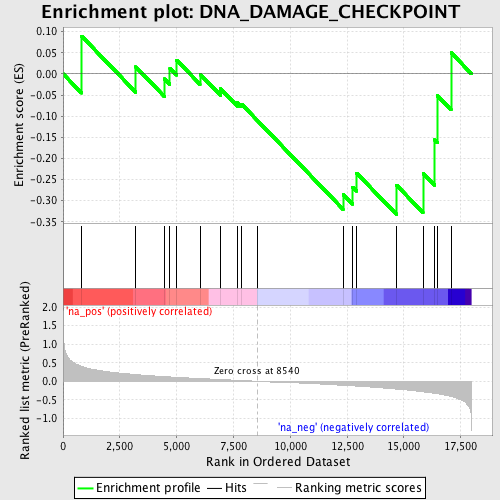 Enrichment plot: DNA_DAMAGE_CHECKPOINT
Enrichment score (ES)
0.10
0.05
0.00
-0.05
-0.10
-0.15
-0.20
-0.25
-0.30
-0.35
'na_pos' (positively correlated)
Ranked list metric (PreRanked)
2.0
1.5
1.0
0.5
0.0
-0.5
-1.0
Zero cross at 8540
'na_neg' (negatively correlated)
0 2,500 5,000 7,500 10,000 12,500 15,000 17,500
Rank in Ordered Dataset
Enrichment profile Hits Ranking metric scores